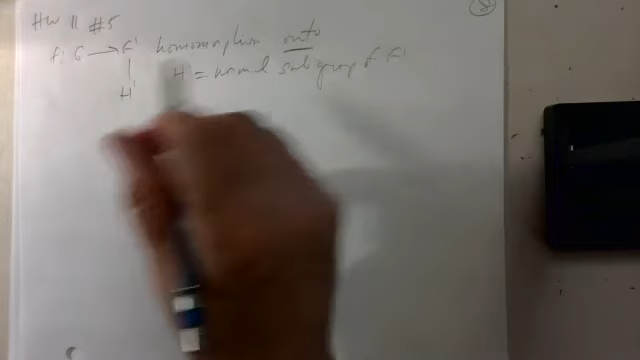 HW 11 #5
f: G → G' homomorphism onto
H' = normal subgroup of G'
H'